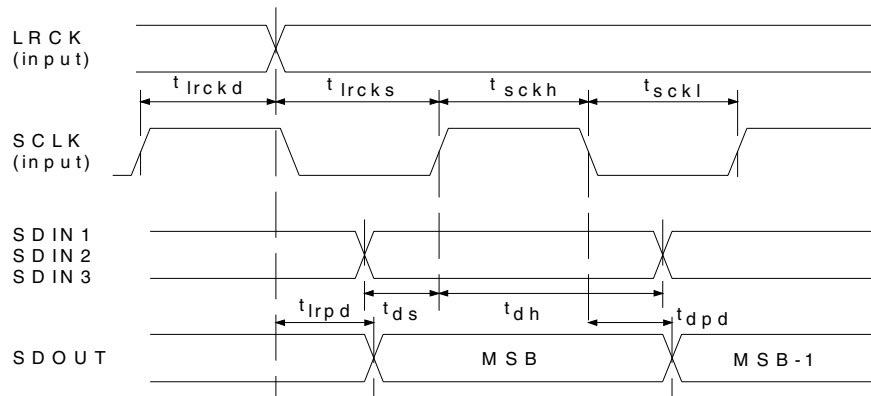 LRCK
(input)
t lrckd
t lrcks
t sckh
t sckl
SCLK
(input)
SDIN1
SDIN2
SDIN3
t lrpd
t ds
t dh
t dpd
SDOUT
MSB
MSB-1